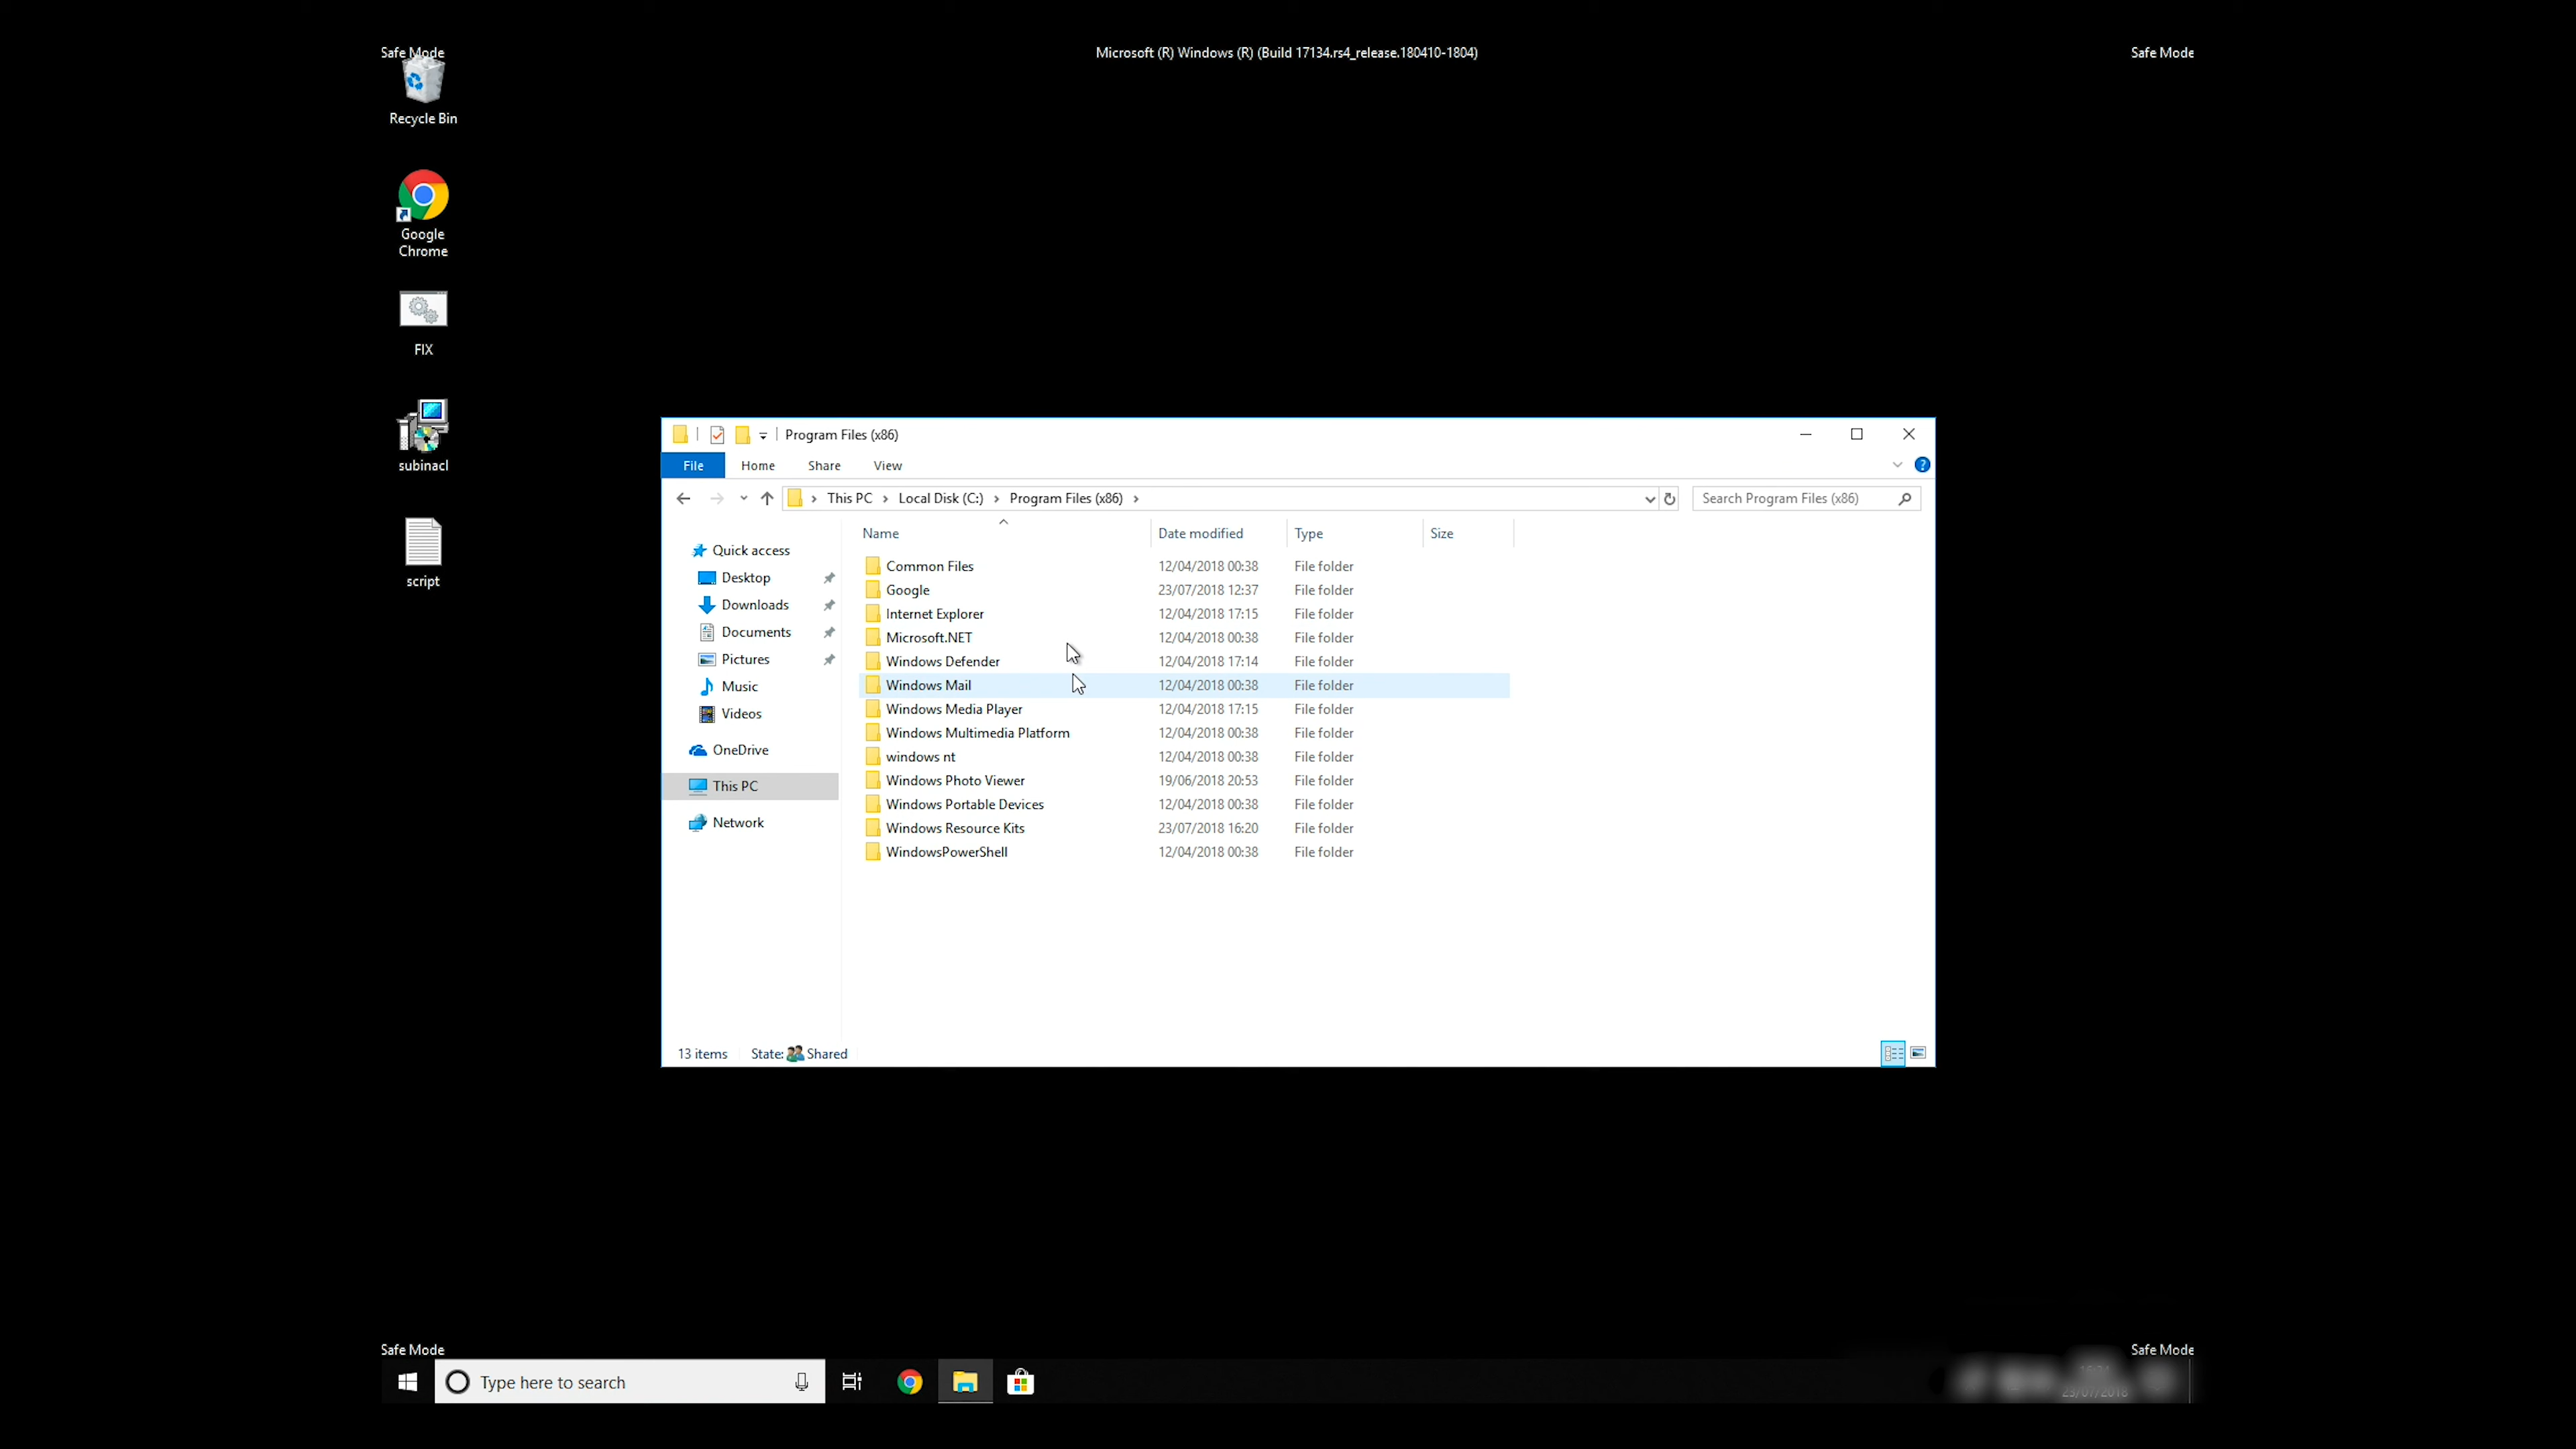 Safe Mode
Microsoft (R) Windows (R) (Build 17134.rs4_release.180410-1804)
Safe Mode
Recycle Bin
Google
Chrome
FIX
subinacl
script
Program Files (x86)
File Home Share View
This PC Local Disk (C:) Program Files (x86)
Search Program Files (x86)
Quick access
Desktop
Downloads
Documents
Pictures
Music
Videos
OneDrive
This PC
Network
Name Date modified Type Size
Common Files 12/04/2018 00:38 File folder
Google 23/07/2018 12:37 File folder
Internet Explorer 12/04/2018 17:15 File folder
Microsoft.NET 12/04/2018 00:38 File folder
Windows Defender 12/04/2018 17:14 File folder
Windows Mail 12/04/2018 00:38 File folder
Windows Media Player 12/04/2018 17:15 File folder
Windows Multimedia Platform 12/04/2018 00:38 File folder
windows nt 12/04/2018 00:38 File folder
Windows Photo Viewer 19/06/2018 20:53 File folder
Windows Portable Devices 12/04/2018 00:38 File folder
Windows Resource Kits 23/07/2018 16:20 File folder
WindowsPowerShell 12/04/2018 00:38 File folder
13 items State: Shared
Safe Mode
Safe Mode
Type here to search
23/07/2018